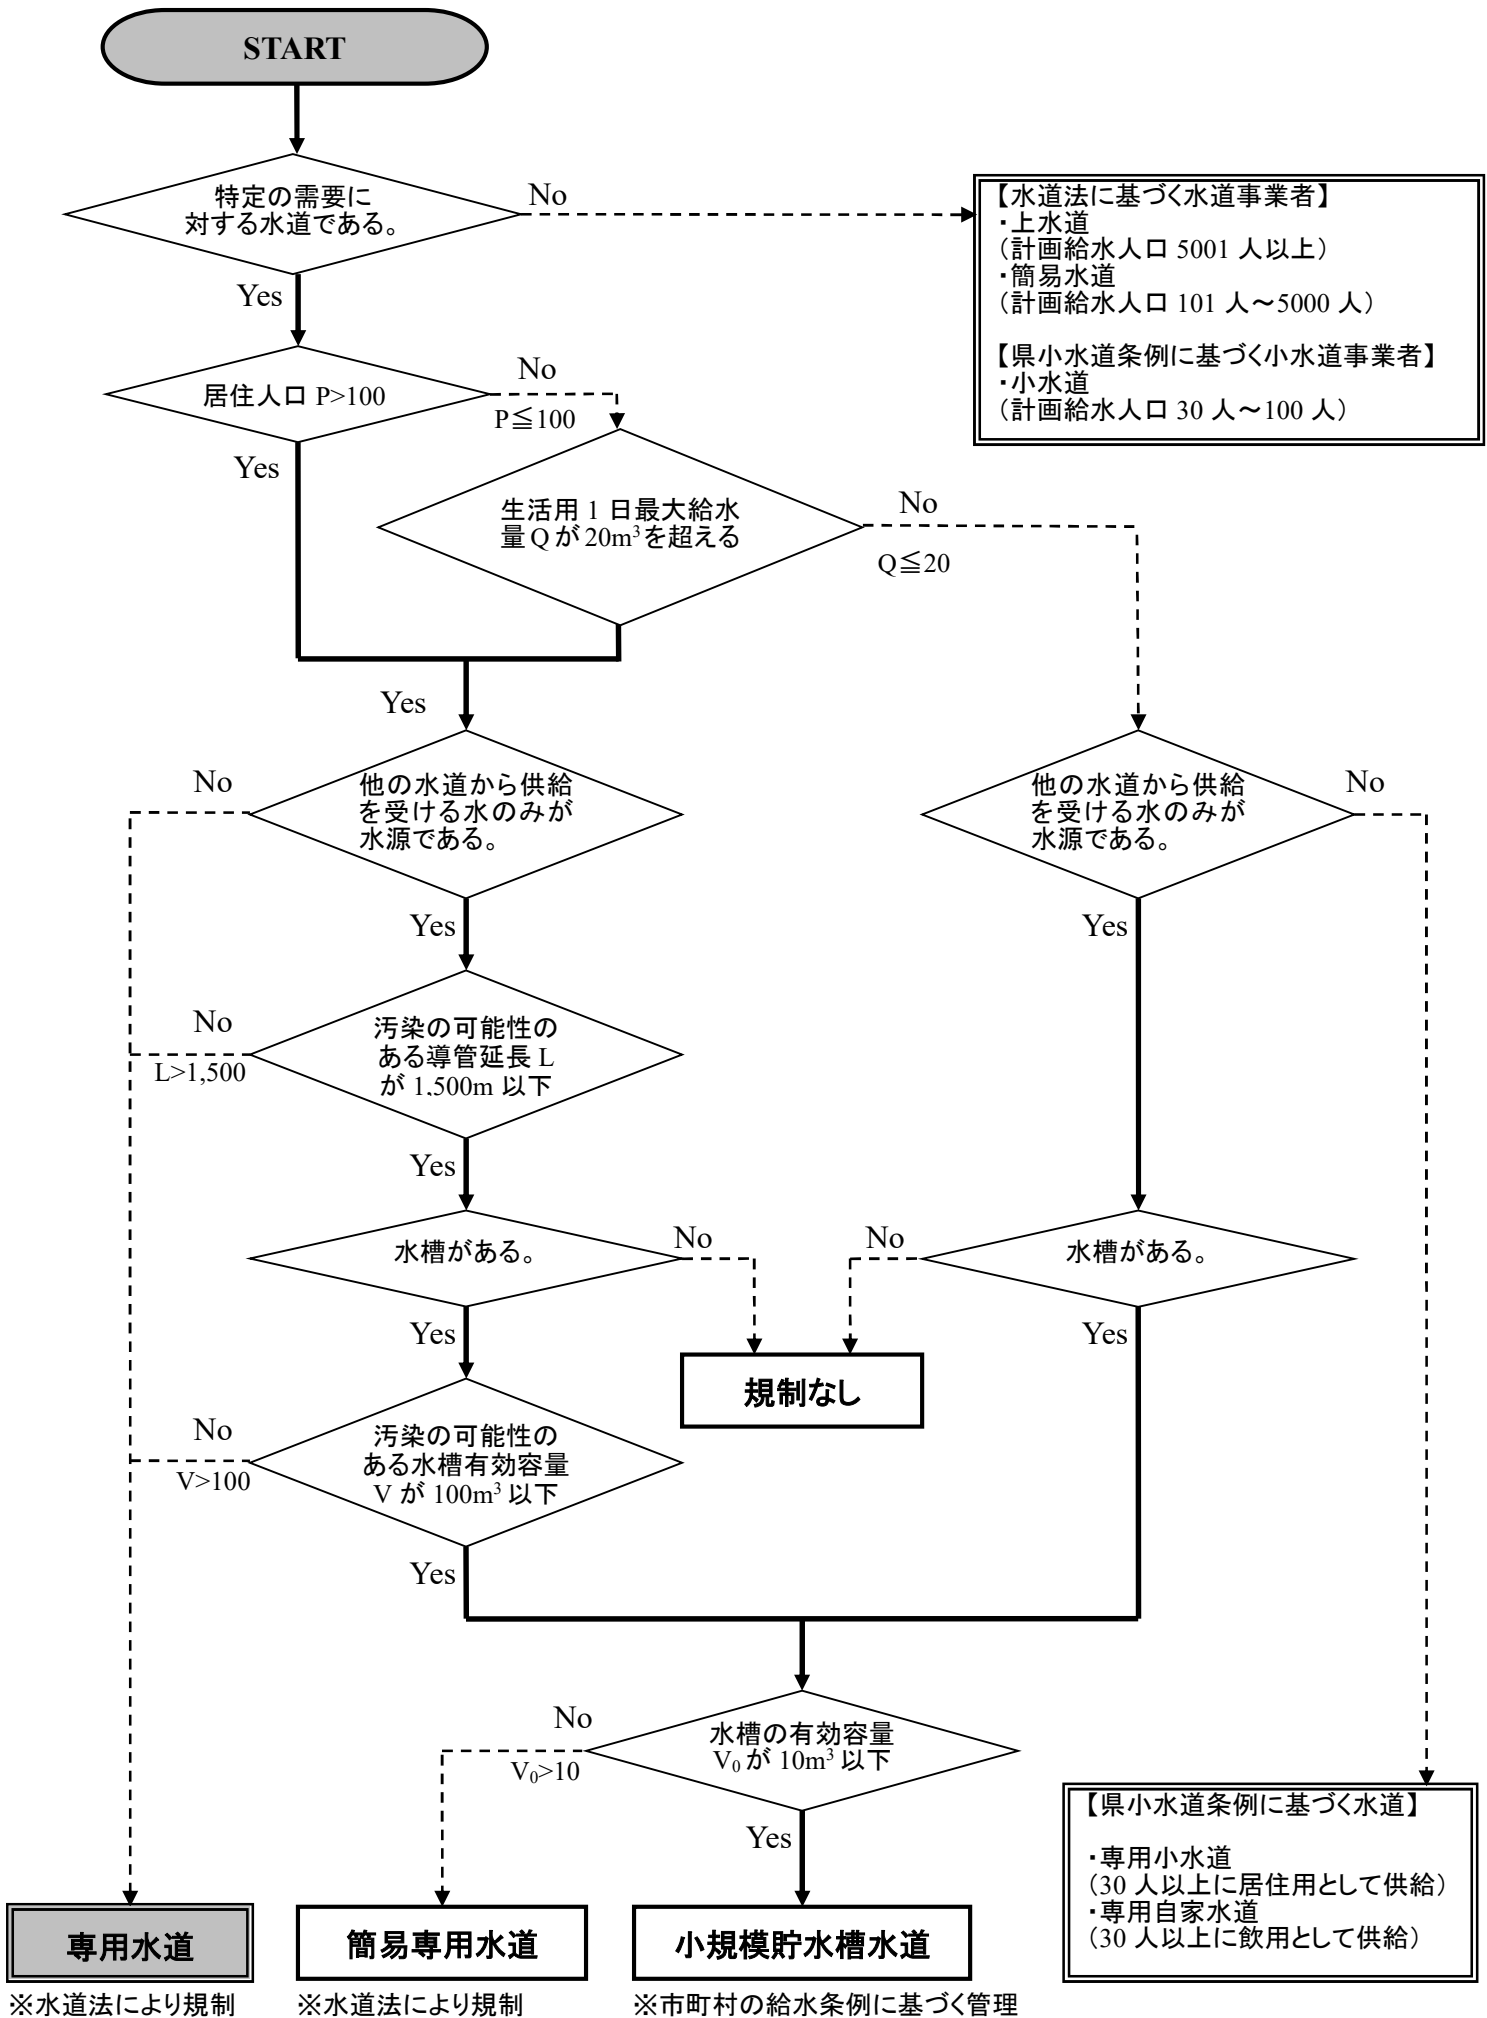 START
特定の需要に
対する水道である。
No
【水道法に基づく水道事業者】
・上水道
（計画給水人口 5001 人以上）
・簡易水道
（計画給水人口 101 人～5000 人）
【県小水道条例に基づく小水道事業者】
・小水道
（計画給水人口 30 人～100 人）
Yes
居住人口 P>100
No
P≦100
Yes
生活用 1 日最大給水
量 Q が 20m³を超える
No
Q≦20
Yes
他の水道から供給
を受ける水のみが
水源である。
No
他の水道から供給
を受ける水のみが
水源である。
No
Yes
Yes
汚染の可能性の
ある導管延長 L
が 1,500m 以下
No
L>1,500
Yes
水槽がある。
No
No
水槽がある。
Yes
Yes
規制なし
汚染の可能性の
ある水槽有効容量
V が 100m³ 以下
No
V>100
Yes
水槽の有効容量
V₀が 10m³ 以下
No
V₀>10
Yes
【県小水道条例に基づく水道】
・専用小水道
（30 人以上に居住用として供給）
・専用自家水道
（30 人以上に飲用として供給）
専用水道
簡易専用水道
小規模貯水槽水道
※水道法により規制
※水道法により規制
※市町村の給水条例に基づく管理